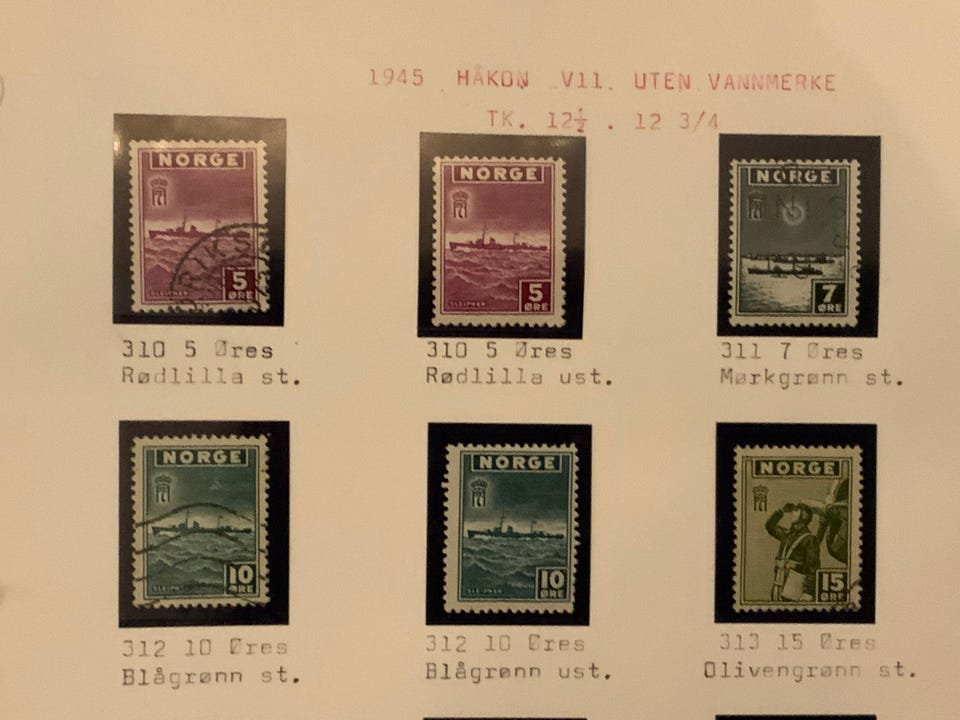 1945 HÅKON V11. UTEN VANNMERKE
TK. 12½ . 12 3/4
NORGE
5
ØRE
SLEIPNER
310 5 Øres
Rødlilla st.
NORGE
5
ØRE
SLEIPNER
310 5 Øres
Rødlilla ust.
NORGE
7
ØRE
311 7 Øres
Mørkgrønn st.
NORGE
10
ØRE
SLEIPNER
312 10 Øres
Blågrønn st.
NORGE
10
ØRE
SLEIPNER
312 10 Øres
Blågrønn ust.
NORGE
15
ØRE
313 15 Øres
Olivengrønn st.